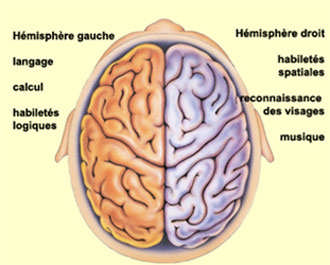 Hémisphère gauche
langage
calcul
habiletés
logiques
Hémisphère droit
habiletés
spatiales
reconnaissance
des visages
musique